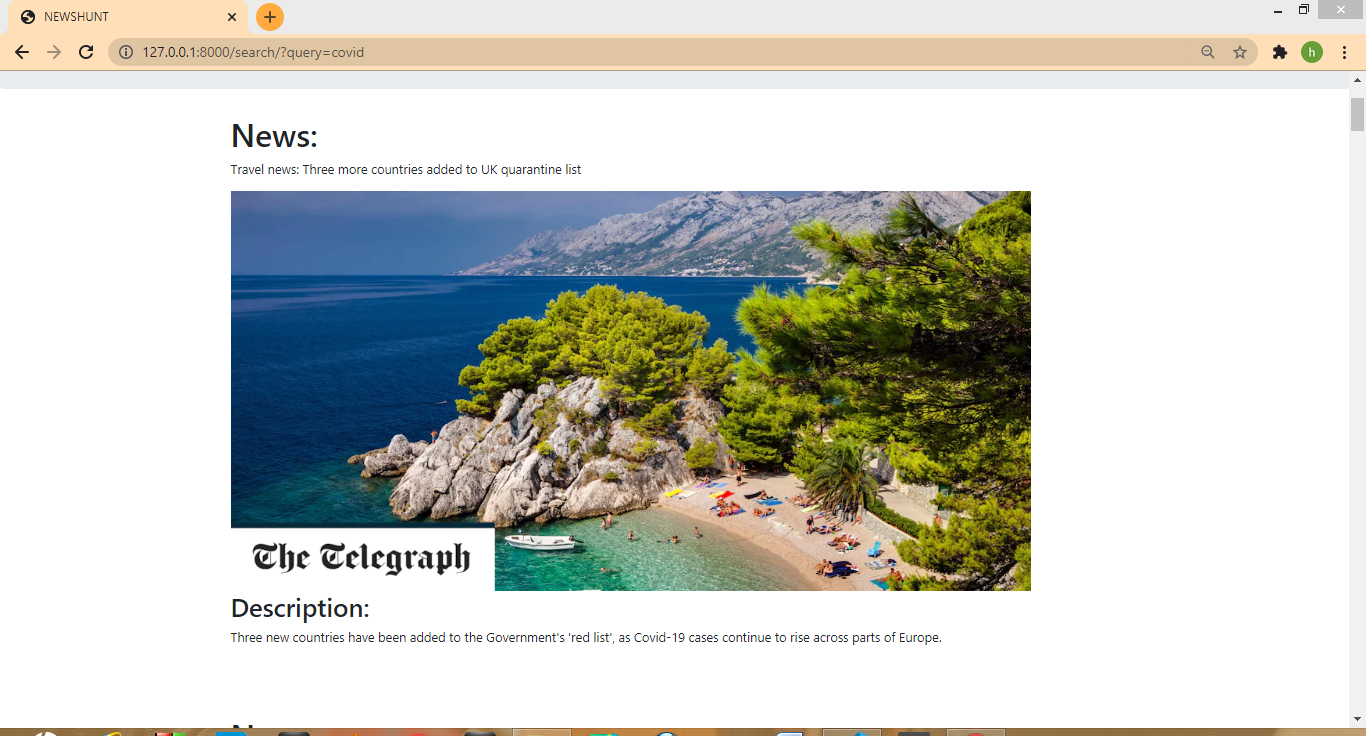 NEWSHUNT
127.0.0.1:8000/search/?query=covid
h
News:
Travel news: Three more countries added to UK quarantine list
The Telegraph
Description:
Three new countries have been added to the Government's 'red list', as Covid-19 cases continue to rise across parts of Europe.